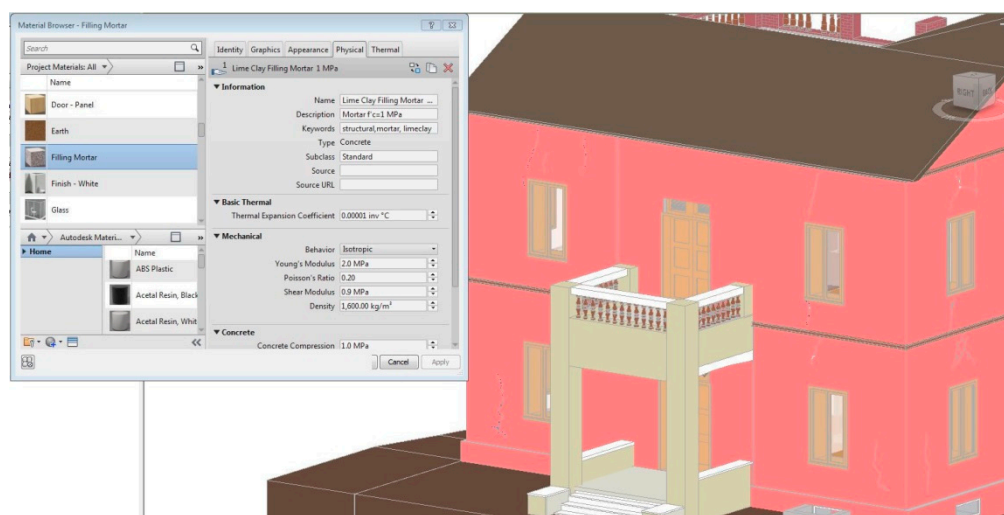 Material Browser - Filling Mortar
Search
Project Materials: All
Name
Door - Panel
Earth
Filling Mortar
Finish - White
Glass
Autodesk Materi...
Home
Name
ABS Plastic
Acetal Resin, Black
Acetal Resin, Whit
Identity Graphics Appearance Physical Thermal
1 Lime Clay Filling Mortar 1 MPa
Information
Name Lime Clay Filling Mortar ...
Description Mortar f'c=1 MPa
Keywords structural,mortar, limeclay
Type Concrete
Subclass Standard
Source
Source URL
Basic Thermal
Thermal Expansion Coefficient 0.00001 inv °C
Mechanical
Behavior Isotropic
Young's Modulus 2.0 MPa
Poisson's Ratio 0.20
Shear Modulus 0.9 MPa
Density 1,600.00 kg/m³
Concrete
Concrete Compression 1.0 MPa
Cancel Apply
RIGHT